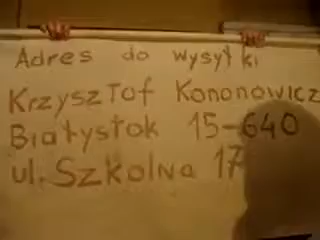 Adres do wysyłki
Krzysztof Kononowicz
Białystok 15-640
ul. Szkolna 17